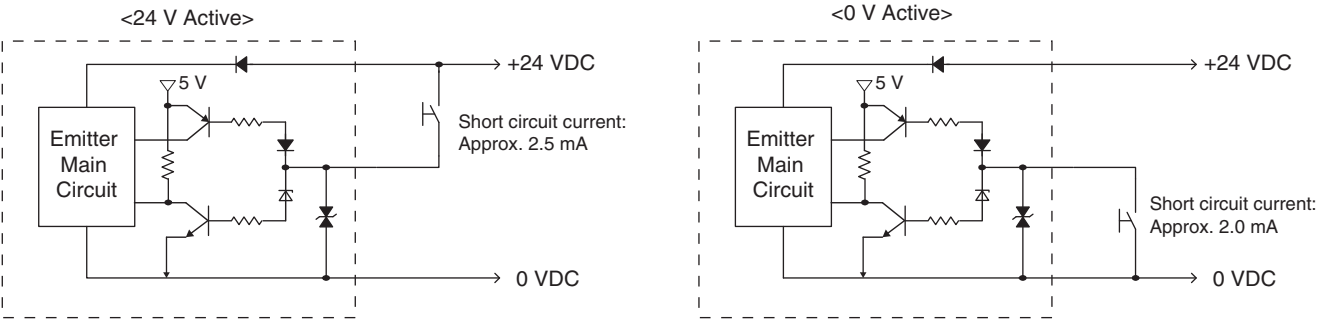 <24 V Active>
+24 VDC
5 V
Emitter
Main
Circuit
Short circuit current:
Approx. 2.5 mA
0 VDC
<0 V Active>
+24 VDC
5 V
Emitter
Main
Circuit
Short circuit current:
Approx. 2.0 mA
0 VDC